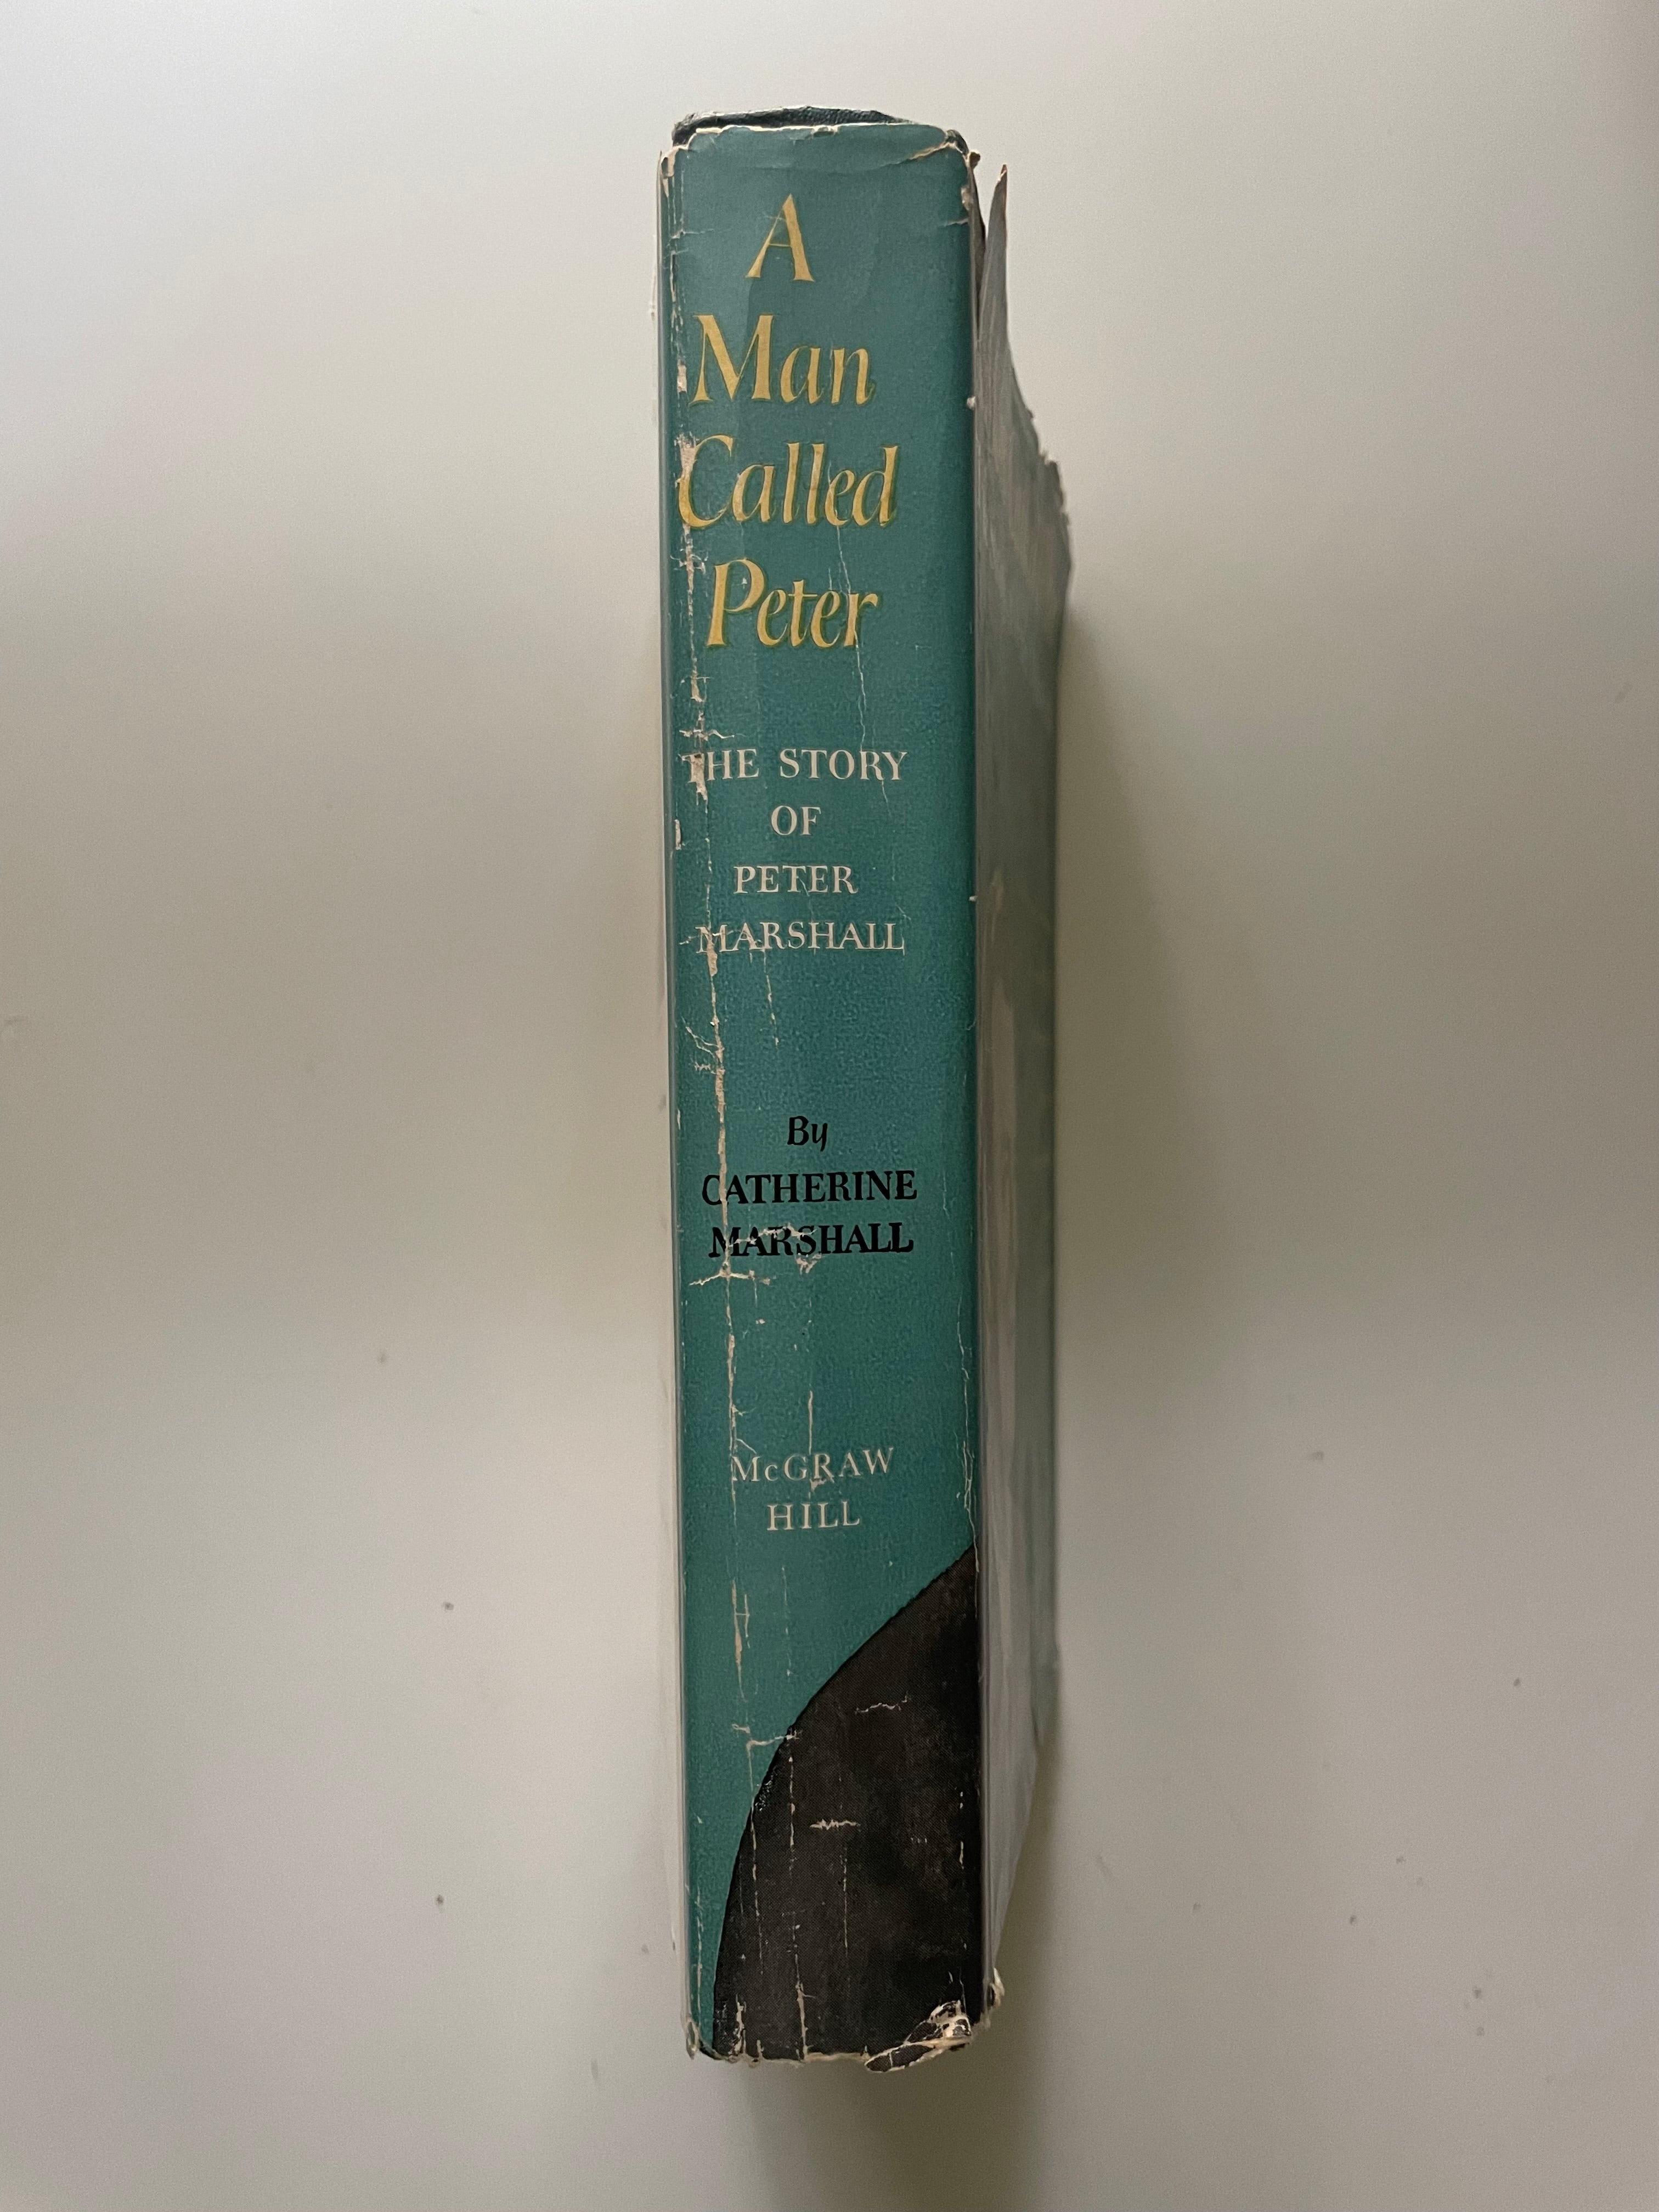 A
Man
Called
Peter
THE STORY
OF
PETER
MARSHALL
By
CATHERINE
MARSHALL
McGRAW
HILL